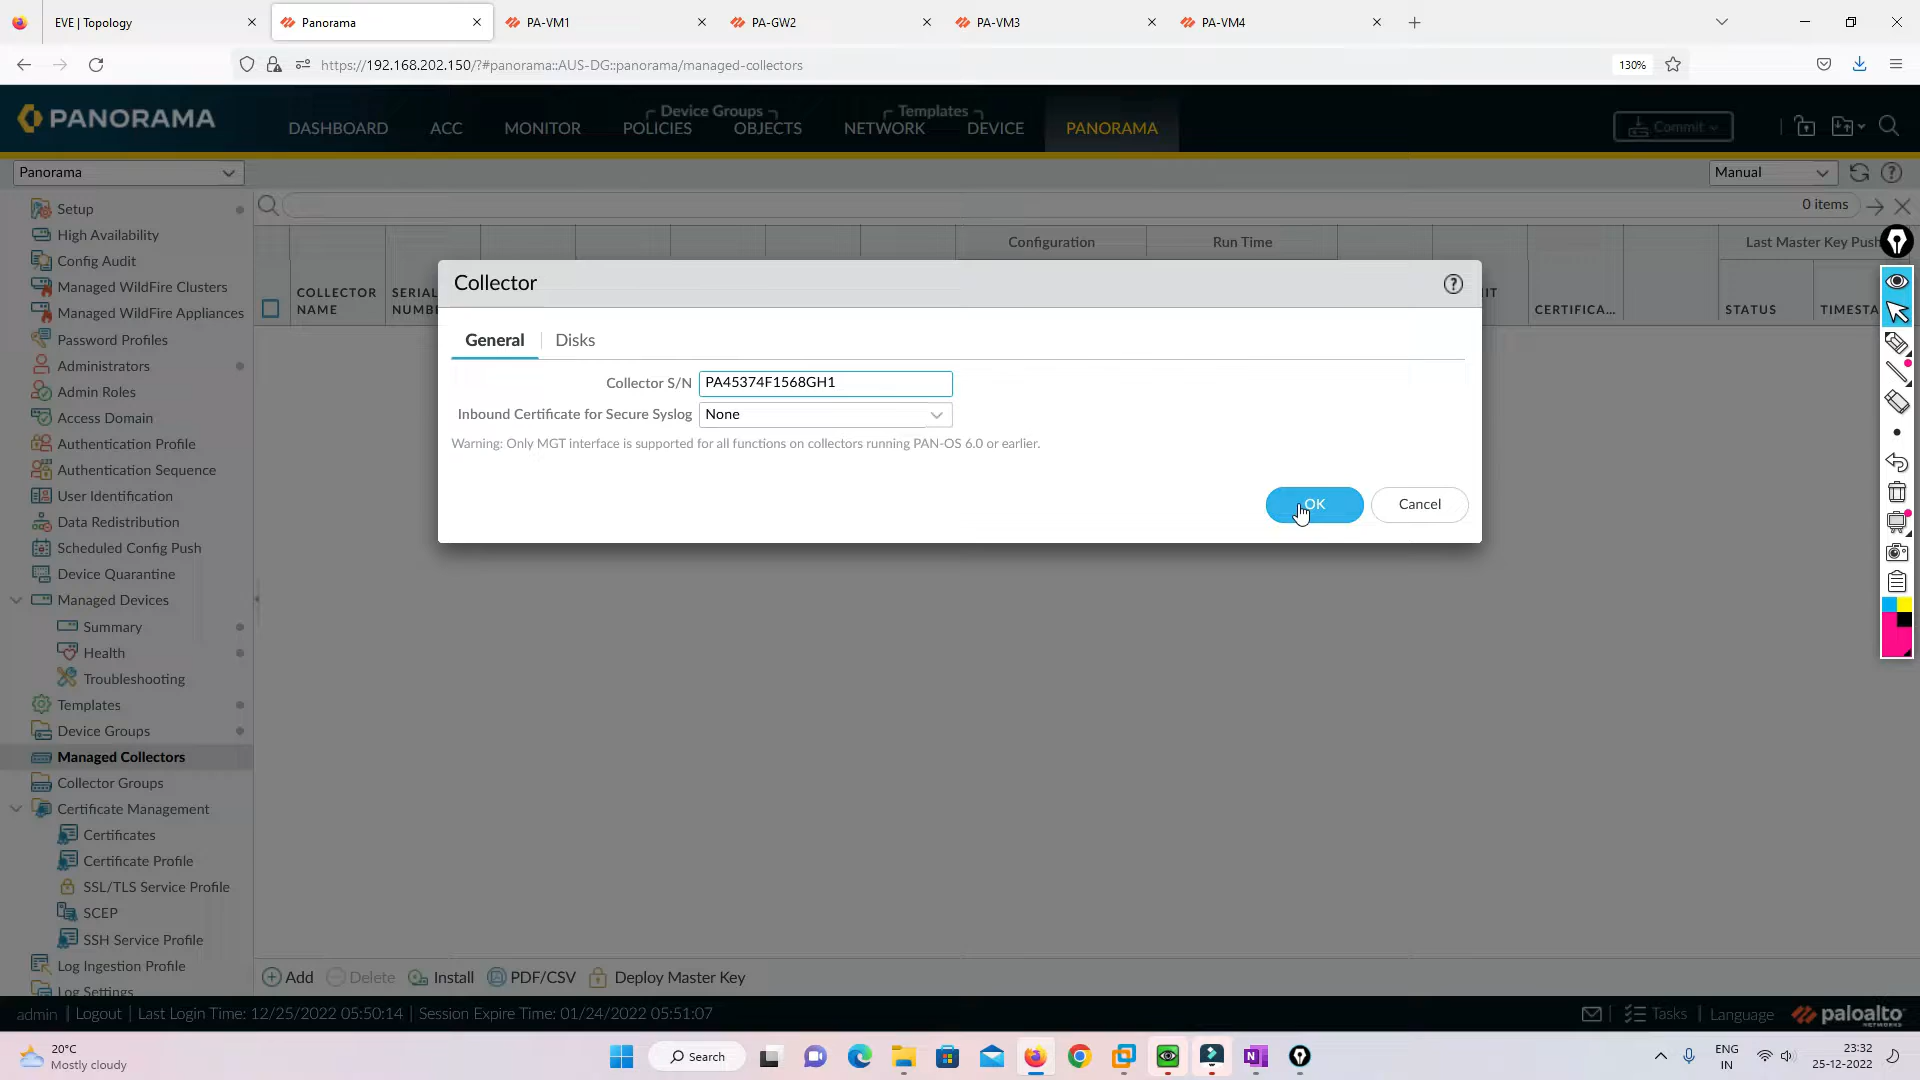 EVE | Topology
Panorama
PA-VM1
PA-GW2
PA-VM3
PA-VM4
https://192.168.202.150/?#panorama::AUS-DG::panorama/managed-collectors
130%
PANORAMA
DASHBOARD
ACC
MONITOR
Device Groups
POLICIES
OBJECTS
Templates
NETWORK
DEVICE
PANORAMA
Commit
Panorama
Manual
Setup
High Availability
Config Audit
Managed WildFire Clusters
Managed WildFire Appliances
Password Profiles
Administrators
Admin Roles
Access Domain
Authentication Profile
Authentication Sequence
User Identification
Data Redistribution
Scheduled Config Push
Device Quarantine
Managed Devices
Summary
Health
Troubleshooting
Templates
Device Groups
Managed Collectors
Collector Groups
Certificate Management
Certificates
Certificate Profile
SSL/TLS Service Profile
SCEP
SSH Service Profile
Log Ingestion Profile
Log Settings
0 items
Configuration
Run Time
Last Master Key Push
COLLECTOR NAME
SERIAL NUMBE
IT
CERTIFICA...
STATUS
TIMESTA
Collector
General
Disks
Collector S/N PA45374F1568GH1
Inbound Certificate for Secure Syslog None
Warning: Only MGT interface is supported for all functions on collectors running PAN-OS 6.0 or earlier.
OK
Cancel
Add
Delete
Install
PDF/CSV
Deploy Master Key
admin | Logout | Last Login Time: 12/25/2022 05:50:14 | Session Expire Time: 01/24/2022 05:51:07
Tasks | Language
paloalto
NETWORKS
20°C
Mostly cloudy
Search
ENG
IN
23:32
25-12-2022